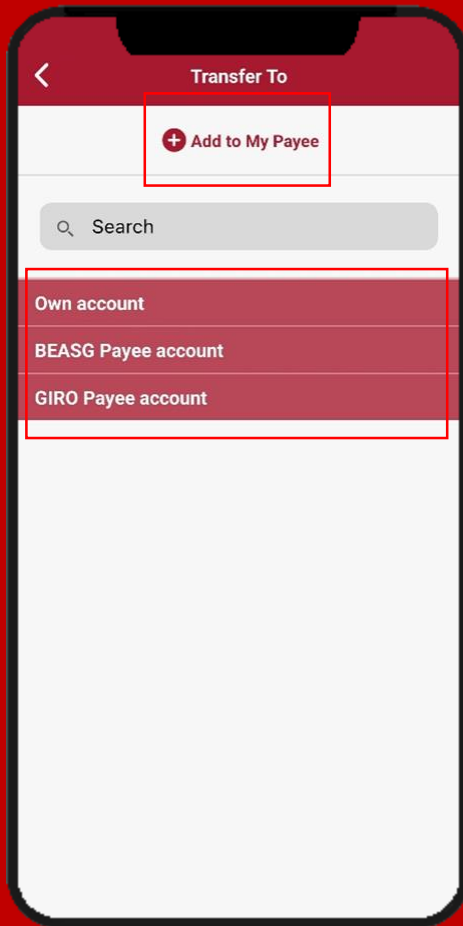 Transfer To
Add to My Payee
Search
Own account
BEASG Payee account
GIRO Payee account